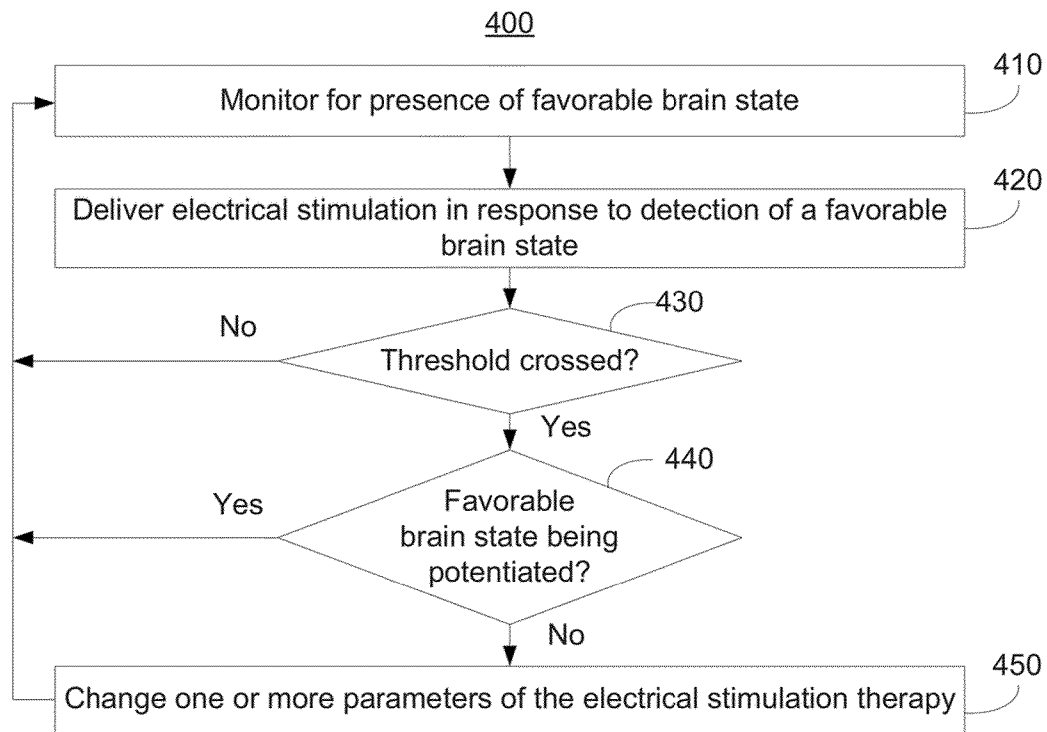 400
410
Monitor for presence of favorable brain state
420
Deliver electrical stimulation in response to detection of a favorable
brain state
430
No
Threshold crossed?
Yes
440
Yes
Favorable
brain state being
potentiated?
No
450
Change one or more parameters of the electrical stimulation therapy